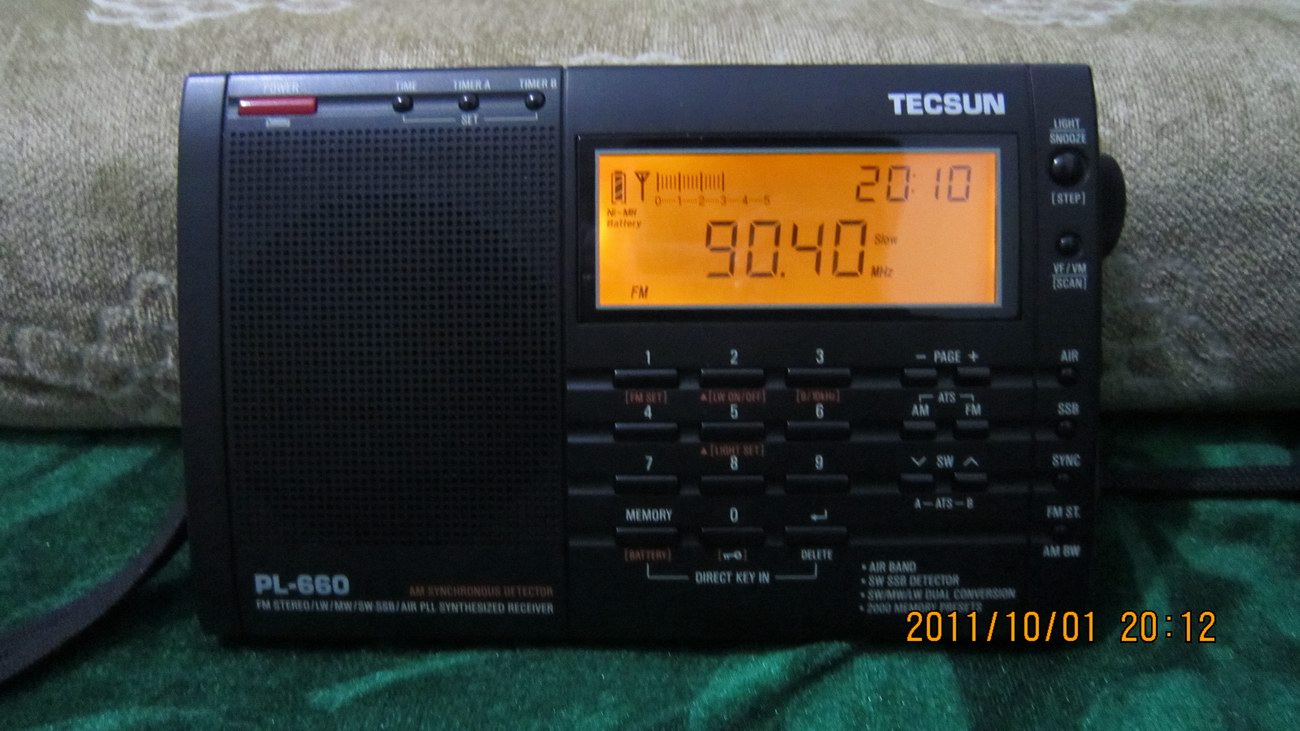 POWER
TIME TIMER A TIMER B
SET
TECSUN
LIGHT
SNOOZE
[STEP]
VF/VM
[SCAN]
20:10
0-1-2-3-4-5
Ni-MH
Battery
90.40 Slow
MHz
FM
1 2 3 - PAGE +
[FM SET] [LW ON/OFF] [9/10kHz]
4 5 6
ATS
AM FM
[LIGHT SET]
7 8 9
SW
A-ATS-B
MEMORY 0
[BATTERY] DELETE
DIRECT KEY IN
AIR
SSB
SYNC
FM ST.
AM BW
PL-660
AM SYNCHRONOUS DETECTOR
FM STEREO/LW/MW/SW-SSB/AIR PLL SYNTHESIZED RECEIVER
• AIR BAND
• SW SSB DETECTOR
• SW/MW/LW DUAL CONVERSION
• 2000 MEMORY PRESETS
2011/10/01 20:12